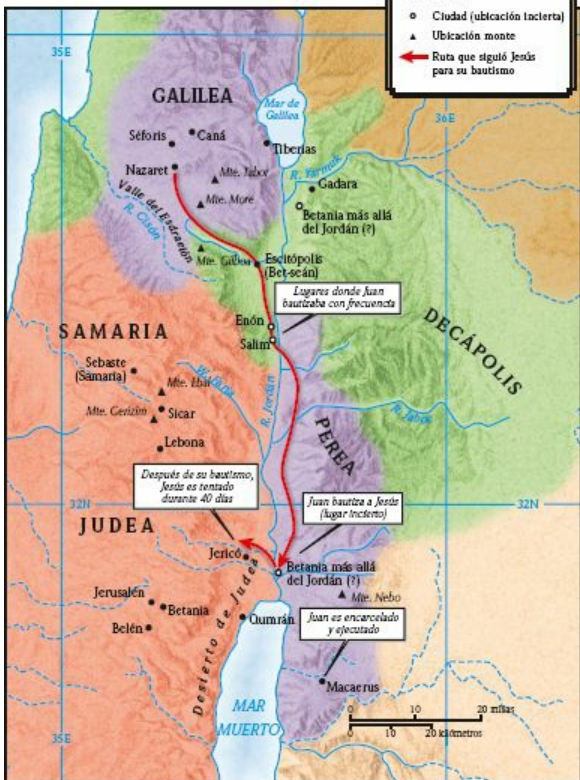 Ciudad (ubicación incierta)
Ubicación monte
Ruta que siguió Jesús
para su bautismo
35E
36E
GALILEA
Mar de
Galilea
Séforis
Caná
Tiberias
Nazaret
Mte. Tabor
R. Yarmuk
Gadara
Valle del Esdraelón
Mte. More
Betania más allá
del Jordán (?)
R. Cisón
Mte. Gilboa
Escitópolis
(Bet-seán)
Lugares donde Juan
bautizaba con frecuencia
Enón
Salim
SAMARIA
DECÁPOLIS
Sebaste
(Samaria)
Mte. Ebal
W. Faria
R. Jordán
R. Jaboc
Mte. Gerizim
Sicar
PEREA
Lebona
Después de su bautismo,
Jesús es tentado
durante 40 días
Juan bautiza a Jesús
(lugar incierto)
32N
32N
JUDEA
Jericó
Betania más allá
del Jordán (?)
Mte. Nebo
Jerusalén
Betania
Desierto de Judea
Qumrán
Belén
Juan es encarcelado
y ejecutado
Macaerus
MAR
MUERTO
0 10 20 millas
0 10 20 kilómetros
35E